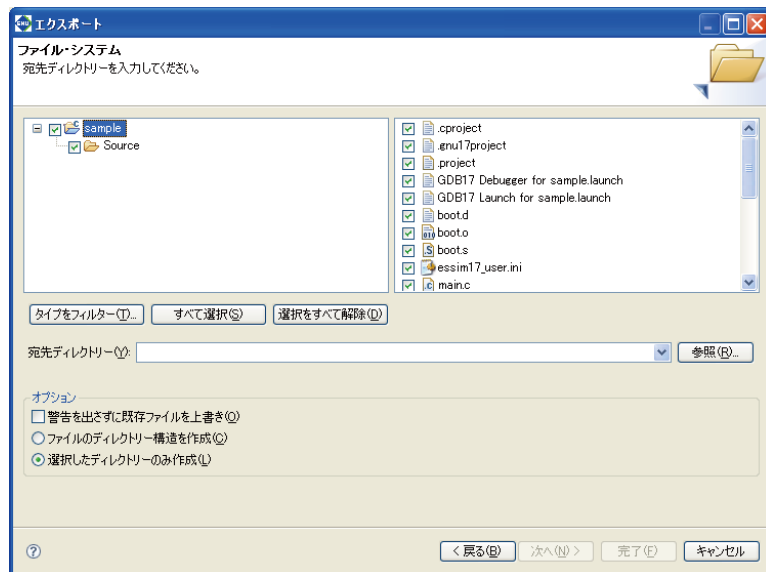 GNU エクスポート
ファイル・システム
宛先ディレクトリーを入力してください。
sample
Source
.cproject
.gnu17project
.project
GDB17 Debugger for sample.launch
GDB17 Launch for sample.launch
boot.d
010 boot.o
.S boot.s
essim17_user.ini
.c main.c
タイプをフィルター(T)... すべて選択(S) 選択をすべて解除(D)
宛先ディレクトリー(Y): 参照(R)...
オプション
警告を出さずに既存ファイルを上書き(O)
ファイルのディレクトリー構造を作成(C)
選択したディレクトリーのみ作成(L)
? < 戻る(B) 次へ(N) > 完了(F) キャンセル